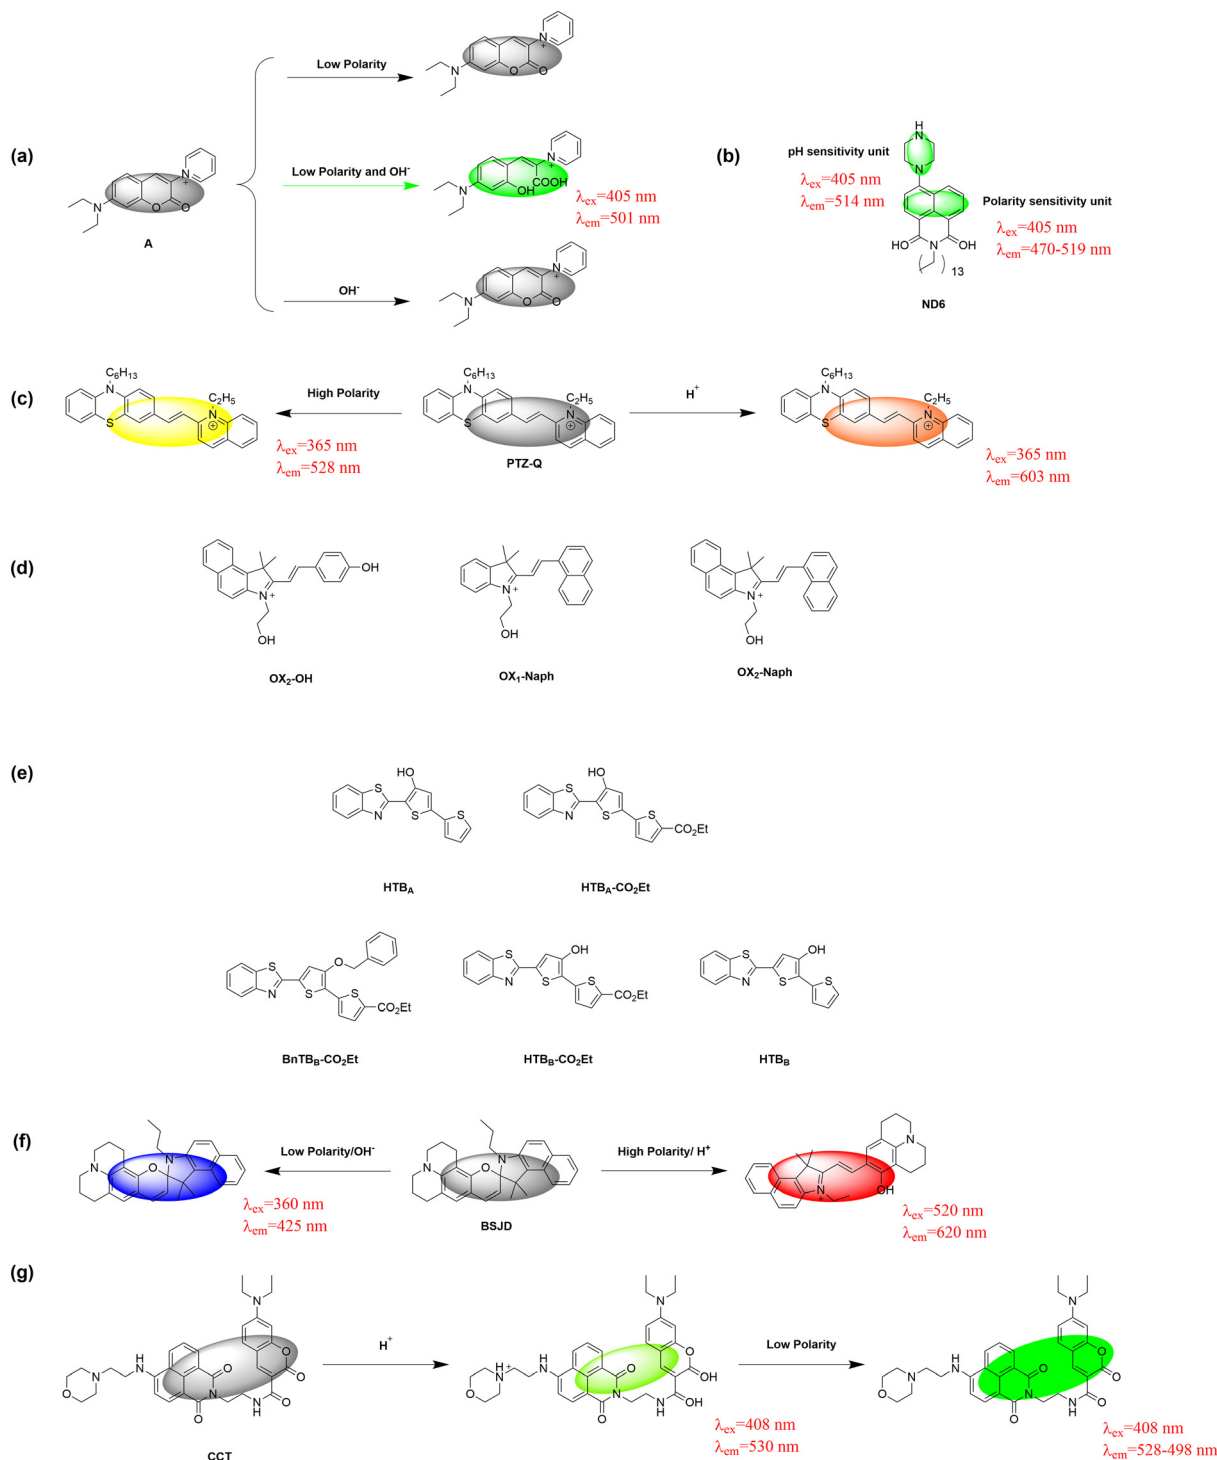 (a)
Low Polarity
N
+
N
O
O
N
+
N
O
O
A
Low Polarity and OH-
N
+
N
OH
COOH
λex=405 nm
λem=501 nm
OH-
N
+
N
O
O
(b)
H
N
N
pH sensitivity unit
λex=405 nm
λem=514 nm
Polarity sensitivity unit
λex=405 nm
λem=470-519 nm
HO
N
OH
13
ND6
(c)
C6H13
N
S
C2H5
N
+
λex=365 nm
λem=528 nm
High Polarity
C6H13
N
S
C2H5
N
+
PTZ-Q
H+
C6H13
N
S
C2H5
N
+
λex=365 nm
λem=603 nm
(d)
OH
N
+
OH
OX2-OH
N
+
OH
OX1-Naph
N
+
OH
OX2-Naph
(e)
HO
S
N
S
S
HTBA
HO
S
N
S
S
CO2Et
HTBA-CO2Et
S
N
S
O
S
CO2Et
BnTBB-CO2Et
S
N
S
OH
S
CO2Et
HTBB-CO2Et
S
N
S
OH
S
HTBB
(f)
N
O
N
λex=360 nm
λem=425 nm
Low Polarity/OH-
N
O
N
BSJD
High Polarity/ H+
N
+
N
OH
λex=520 nm
λem=620 nm
(g)
N
O
N
H
N
O
N
O
O
O
N
H
O
CCT
H+
N
O
H
N
+
O
H
N
O
N
O
O
OH
HN
OH
λex=408 nm
λem=530 nm
Low Polarity
N
O
N
H
N
O
N
O
O
O
N
H
O
λex=408 nm
λem=528-498 nm